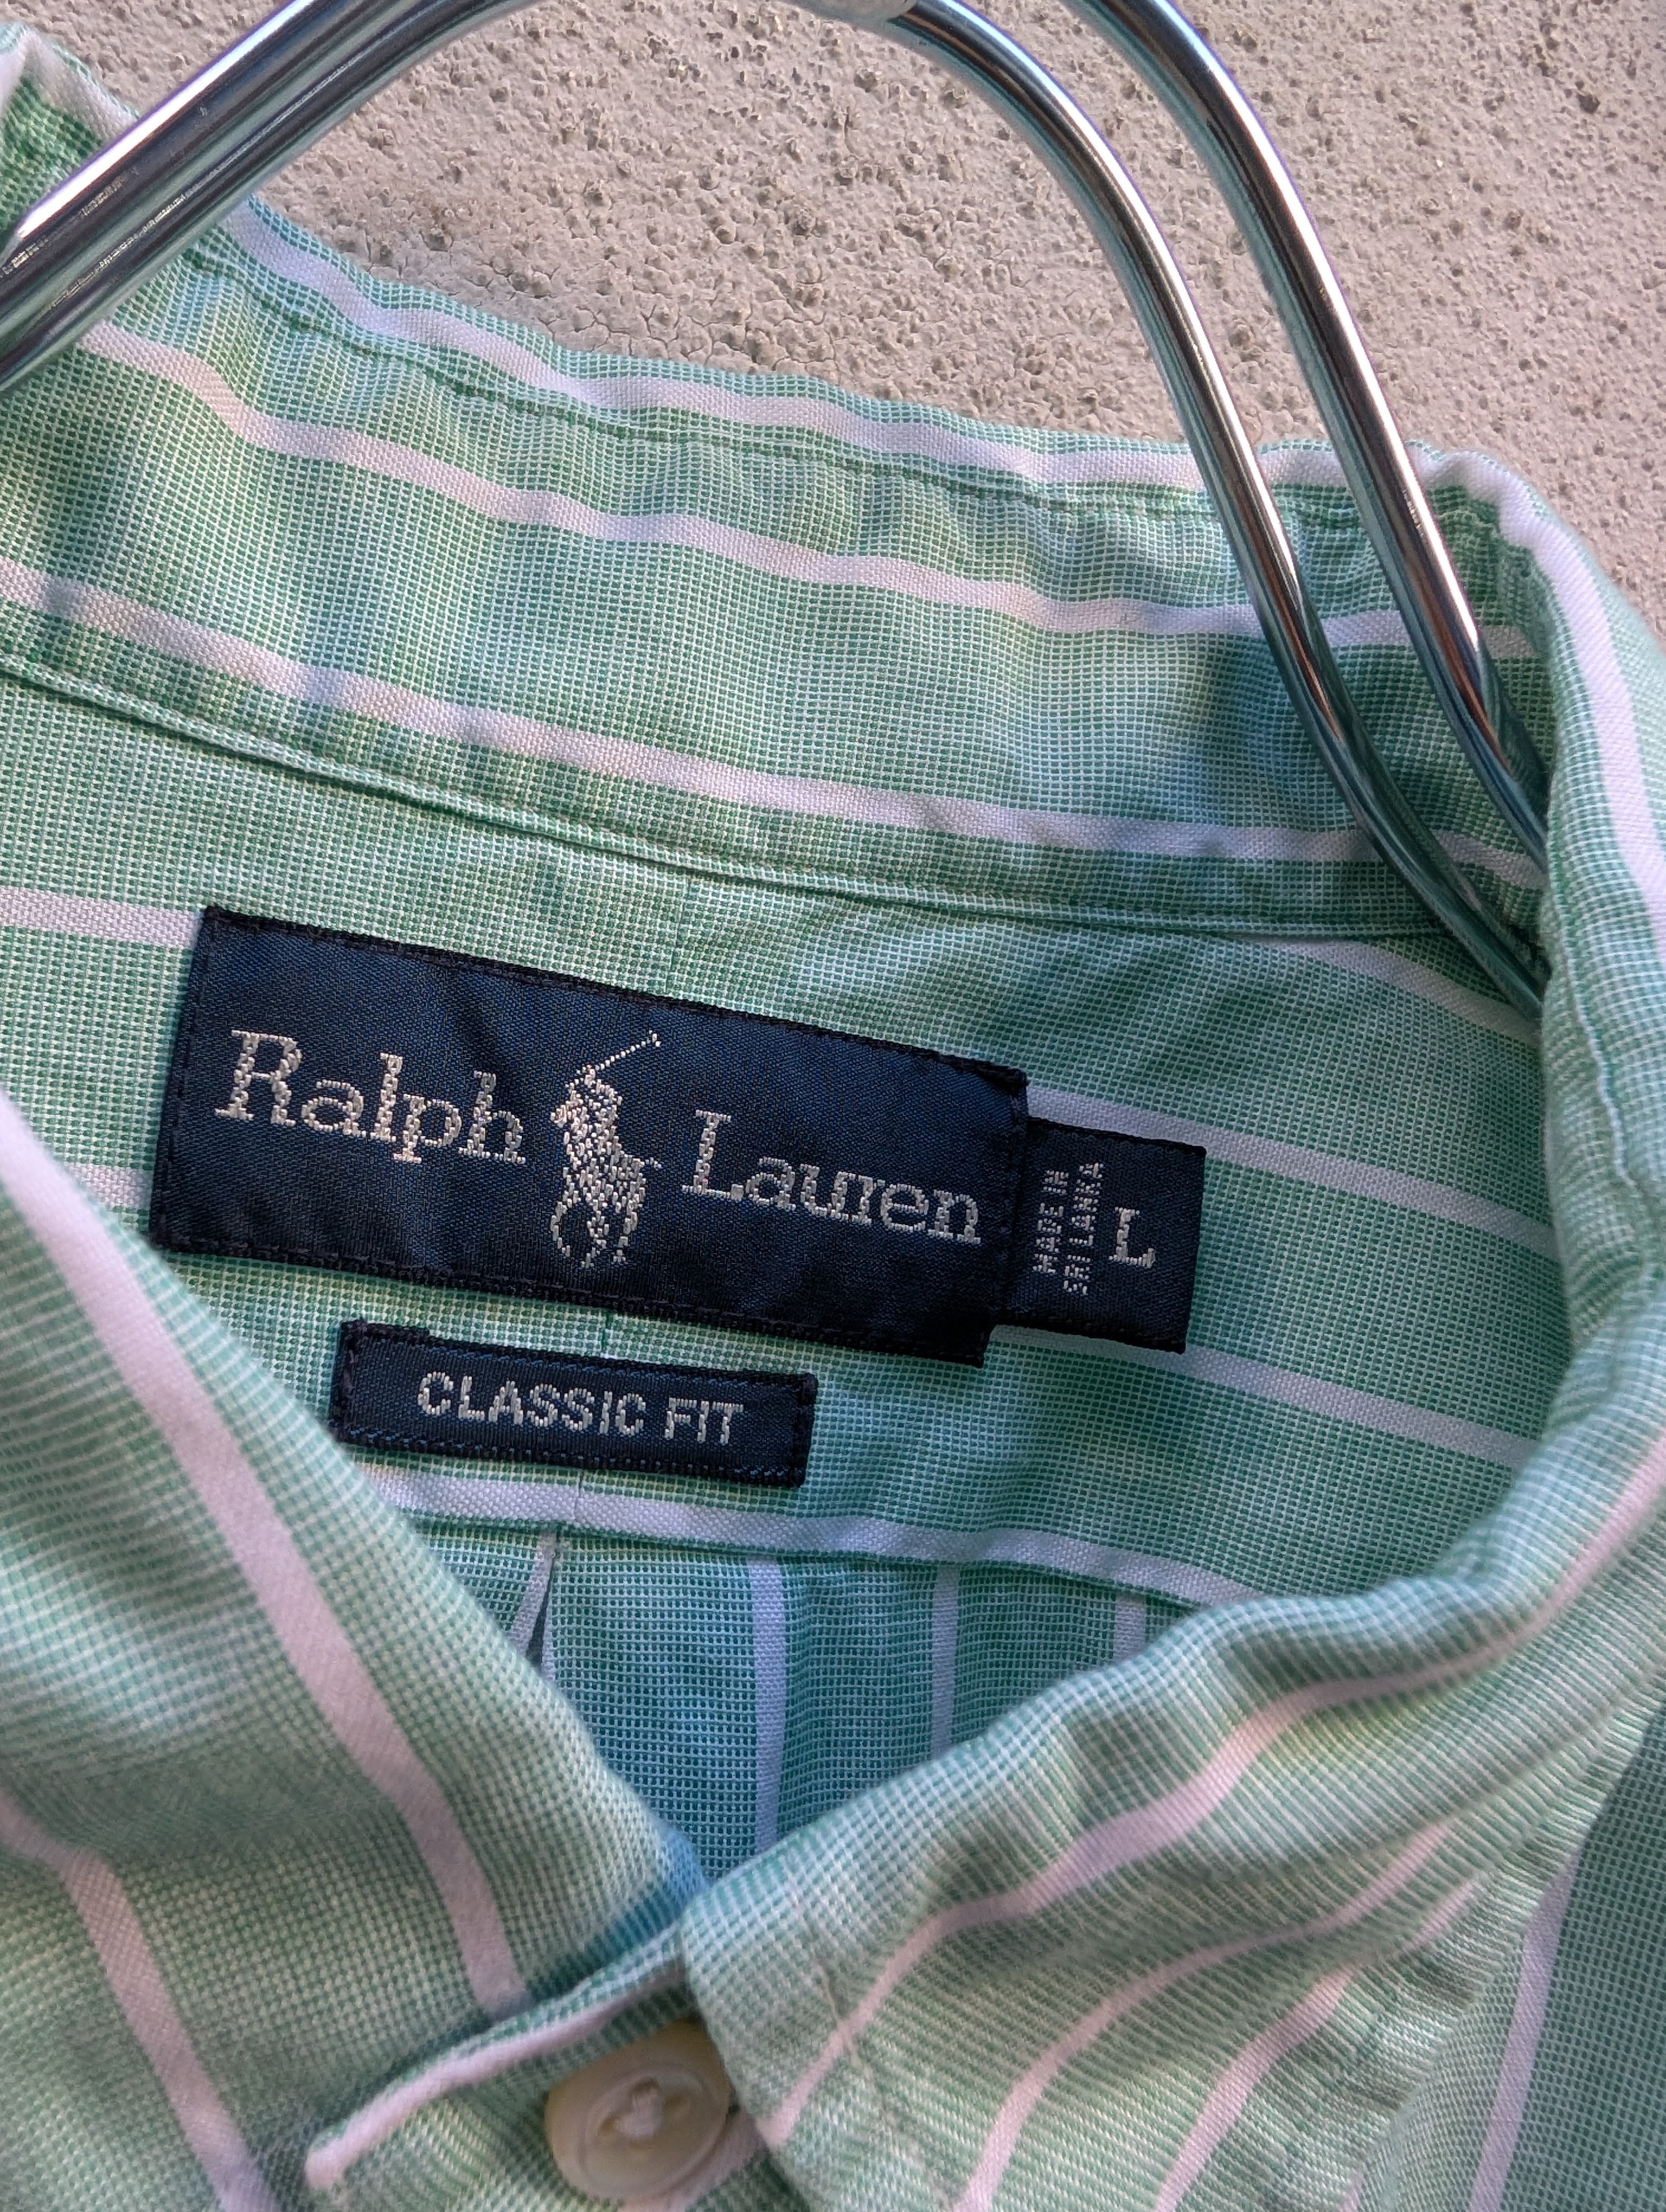 Ralph Lauren
MADE IN
SRI LANKA
L
CLASSIC FIT